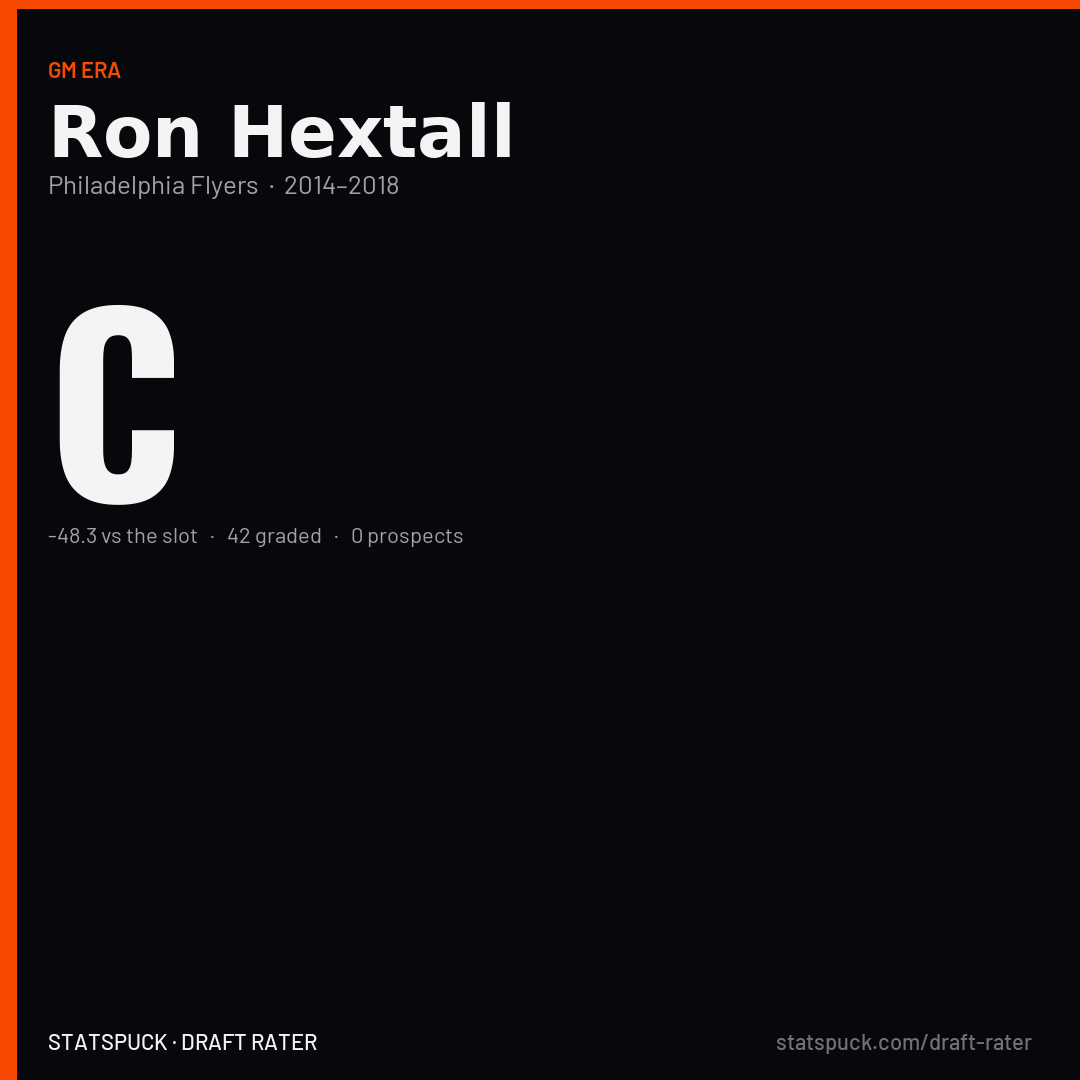 GM ERA
Ron Hextall
Philadelphia Flyers · 2014–2018
C
-48.3 vs the slot · 42 graded · 0 prospects
STATSPUCK · DRAFT RATER
statspuck.com/draft-rater